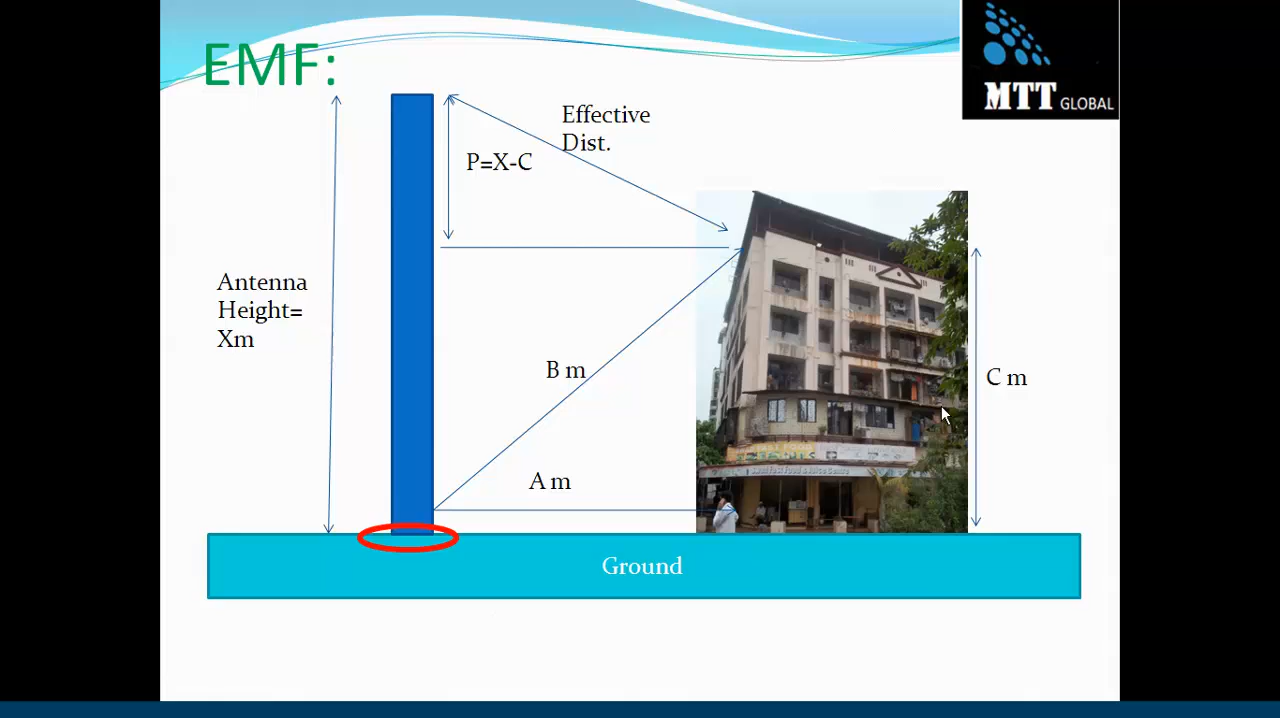 EMF:
MTT GLOBAL
Effective
Dist.
P=X-C
Antenna
Height=
Xm
B m
C m
A m
Ground